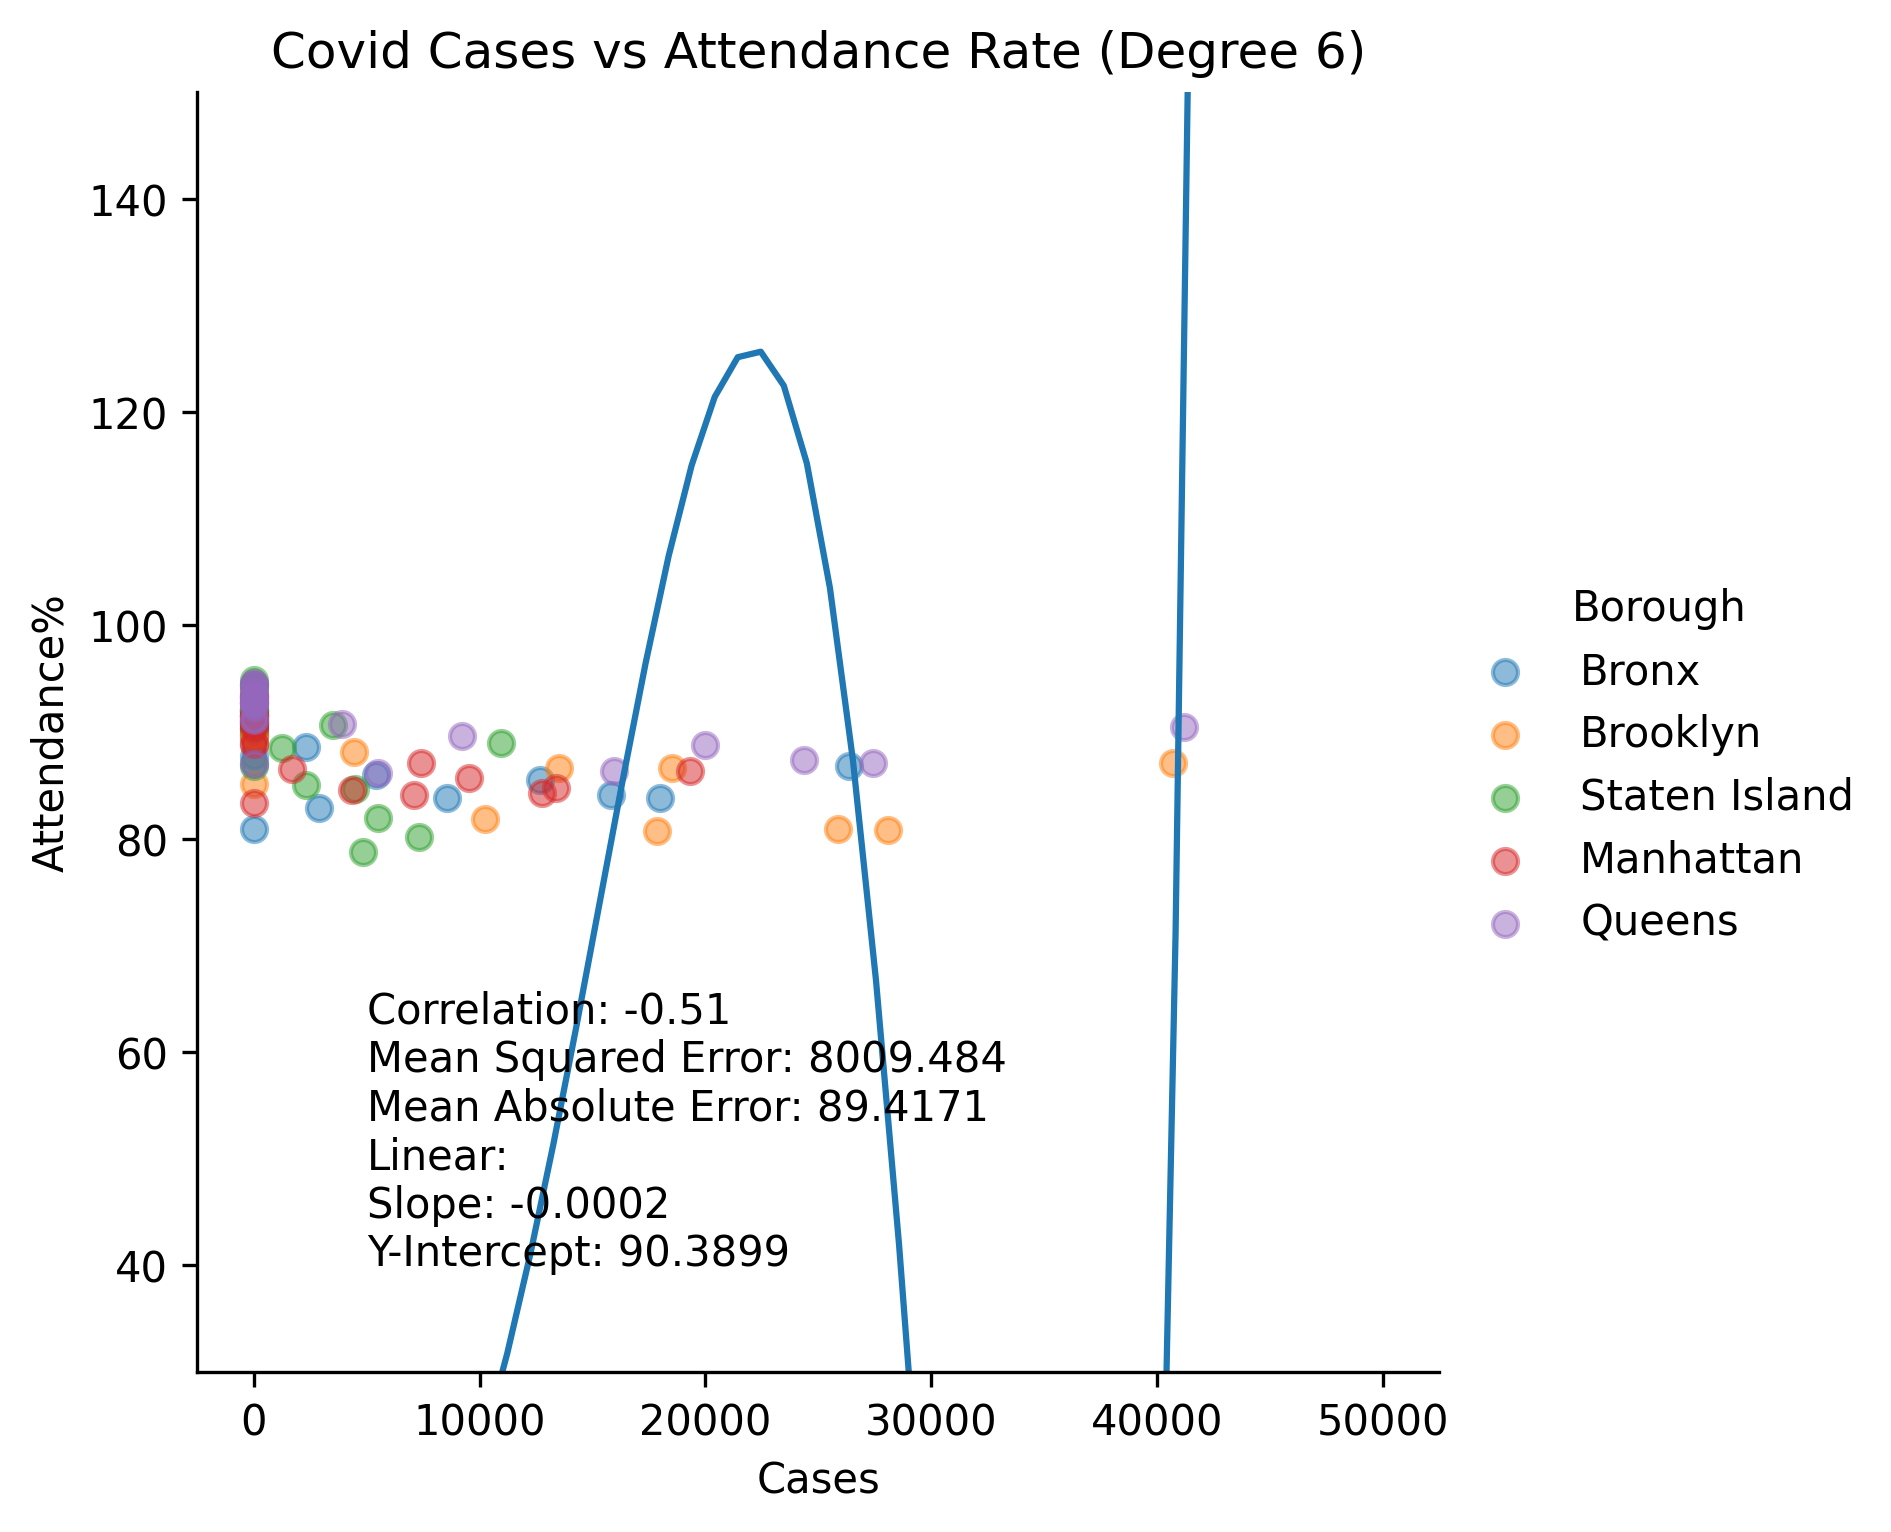 Covid Cases vs Attendance Rate (Degree 6)
140
120
100
80
60
40
Attendance%
Correlation: -0.51
Mean Squared Error: 8009.484
Mean Absolute Error: 89.4171
Linear:
Slope: -0.0002
Y-Intercept: 90.3899
0 10000 20000 30000 40000 50000
Cases
Borough
Bronx
Brooklyn
Staten Island
Manhattan
Queens